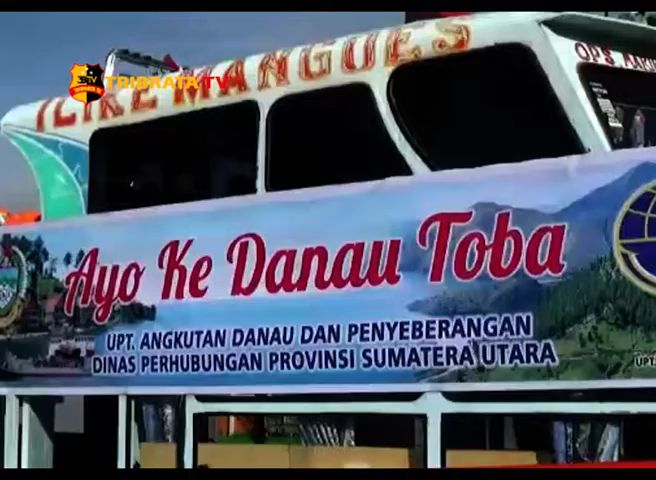 TRIBRATA TV
ILIKE MANGUES
OPS
Ayo Ke Danau Toba
UPT. ANGKUTAN DANAU DAN PENYEBERANGAN
DINAS PERHUBUNGAN PROVINSI SUMATERA UTARA
UPT.